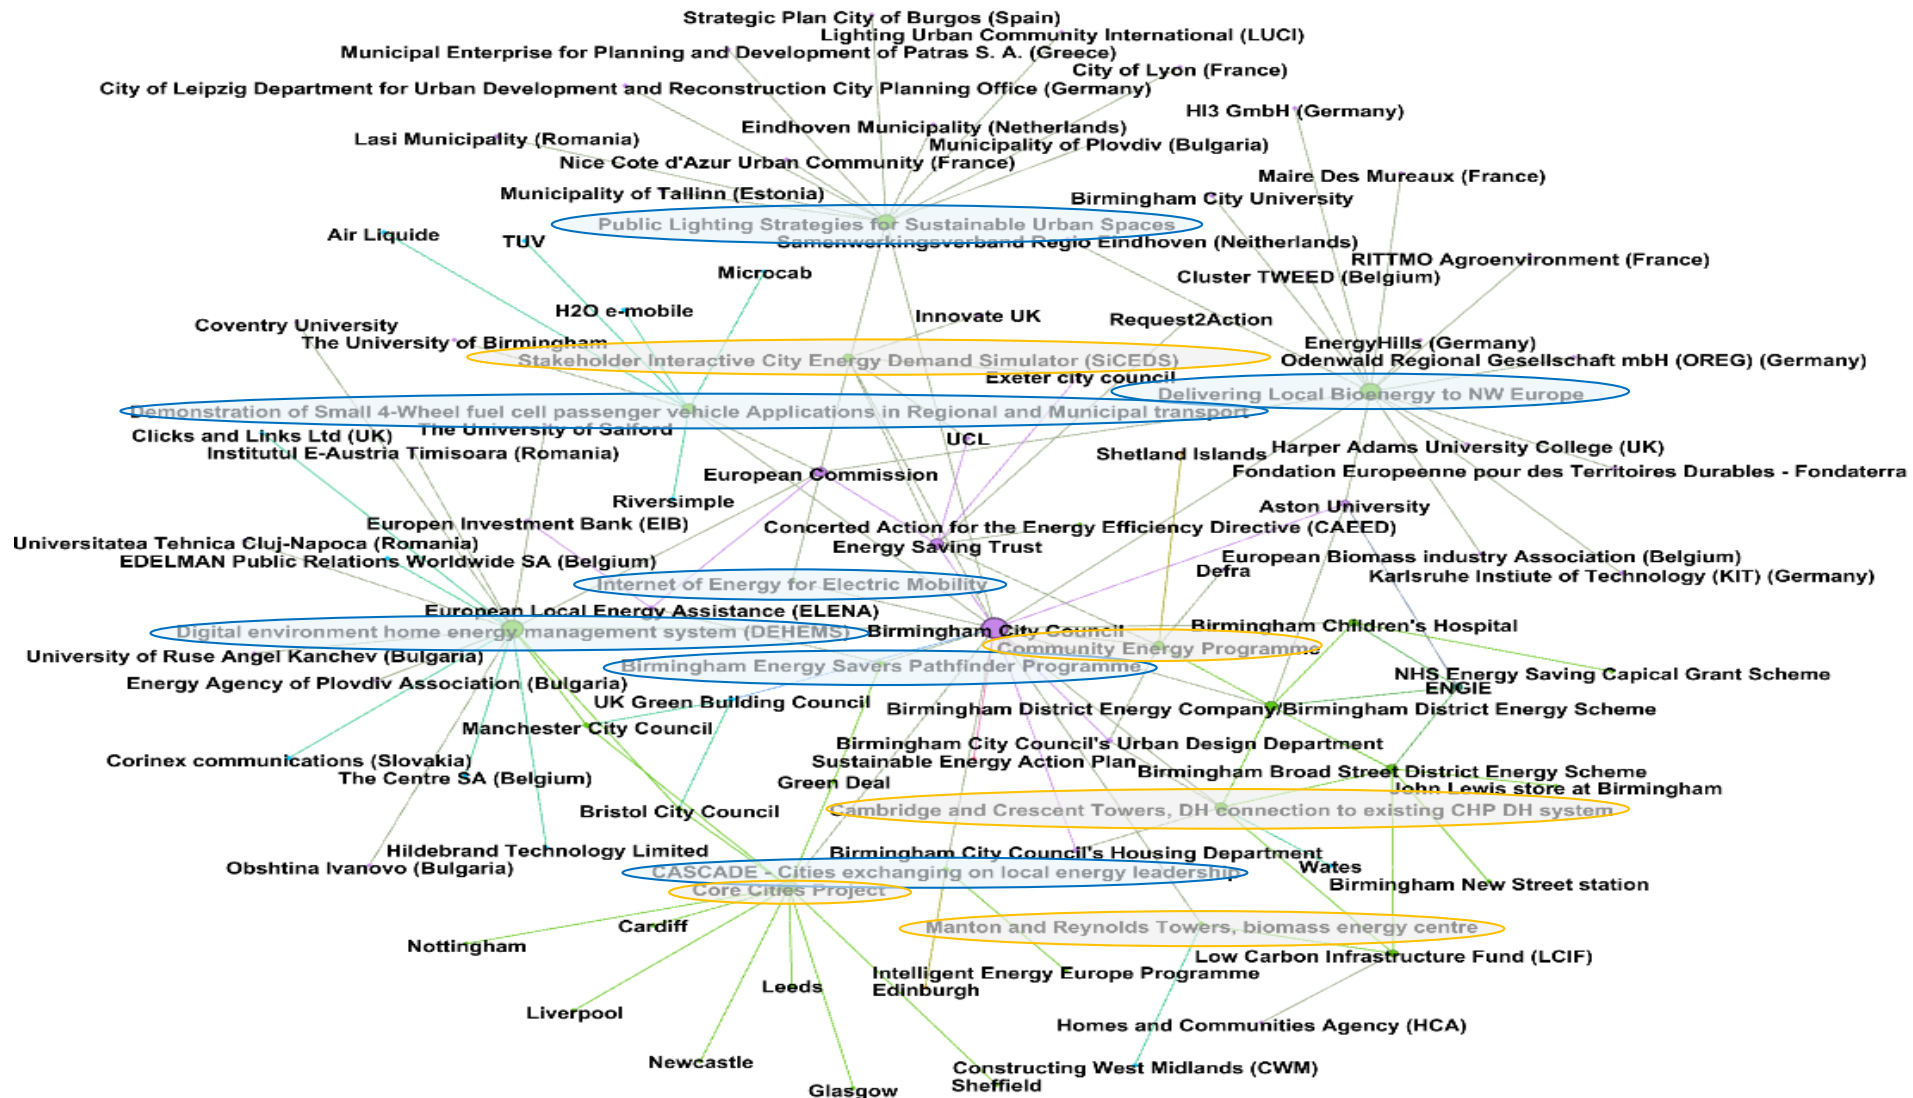 Strategic Plan City of Burgos (Spain)
Lighting Urban Community International (LUCI)
Municipal Enterprise for Planning and Development of Patras S. A. (Greece)
City of Lyon (France)
City of Leipzig Department for Urban Development and Reconstruction City Planning Office (Germany)
HI3 GmbH (Germany)
Eindhoven Municipality (Netherlands)
Lasi Municipality (Romania)
Municipality of Plovdiv (Bulgaria)
Nice Cote d'Azur Urban Community (France)
Maire Des Mureaux (France)
Municipality of Tallinn (Estonia)
Birmingham City University
Public Lighting Strategies for Sustainable Urban Spaces
Air Liquide
TUV
Samenwerkingsverband Regio Eindhoven (Neitherlands)
RITTMO Agroenvironment (France)
Microcab
Cluster TWEED (Belgium)
H2O e-mobile
Innovate UK
Request2Action
Coventry University
The University of Birmingham
EnergyHills (Germany)
Stakeholder Interactive City Energy Demand Simulator (SiCEDS)
Odenwald Regional Gesellschaft mbH (OREG) (Germany)
Exeter city council
Delivering Local Bioenergy to NW Europe
Demonstration of Small 4-Wheel fuel cell passenger vehicle Applications in Regional and Municipal transport
The University of Salford
Clicks and Links Ltd (UK)
UCL
Harper Adams University College (UK)
Institutul E-Austria Timisoara (Romania)
Shetland Islands
Fondation Europeenne pour des Territoires Durables - Fondaterra
European Commission
Riversimple
Aston University
Europen Investment Bank (EIB)
Concerted Action for the Energy Efficiency Directive (CAEED)
Universitatea Tehnica Cluj-Napoca (Romania)
Energy Saving Trust
EDELMAN Public Relations Worldwide SA (Belgium)
European Biomass industry Association (Belgium)
Defra
Karlsruhe Instiute of Technology (KIT) (Germany)
Internet of Energy for Electric Mobility
European Local Energy Assistance (ELENA)
Birmingham Children's Hospital
Digital environment home energy management system (DEHEMS)
Birmingham City Council
Community Energy Programme
University of Ruse Angel Kanchev (Bulgaria)
Birmingham Energy Savers Pathfinder Programme
NHS Energy Saving Capical Grant Scheme
Energy Agency of Plovdiv Association (Bulgaria)
ENGIE
UK Green Building Council
Birmingham District Energy Company/Birmingham District Energy Scheme
Manchester City Council
Birmingham City Council's Urban Design Department
Corinex communications (Slovakia)
Sustainable Energy Action Plan
Birmingham Broad Street District Energy Scheme
The Centre SA (Belgium)
Green Deal
John Lewis store at Birmingham
Bristol City Council
Cambridge and Crescent Towers, DH connection to existing CHP DH system
Hildebrand Technology Limited
Birmingham City Council's Housing Department
Obshtina Ivanovo (Bulgaria)
CASCADE - Cities exchanging on local energy leadership
Wates
Core Cities Project
Birmingham New Street station
Cardiff
Manton and Reynolds Towers, biomass energy centre
Nottingham
Low Carbon Infrastructure Fund (LCIF)
Intelligent Energy Europe Programme
Leeds
Edinburgh
Liverpool
Homes and Communities Agency (HCA)
Newcastle
Constructing West Midlands (CWM)
Sheffield
Glasgow